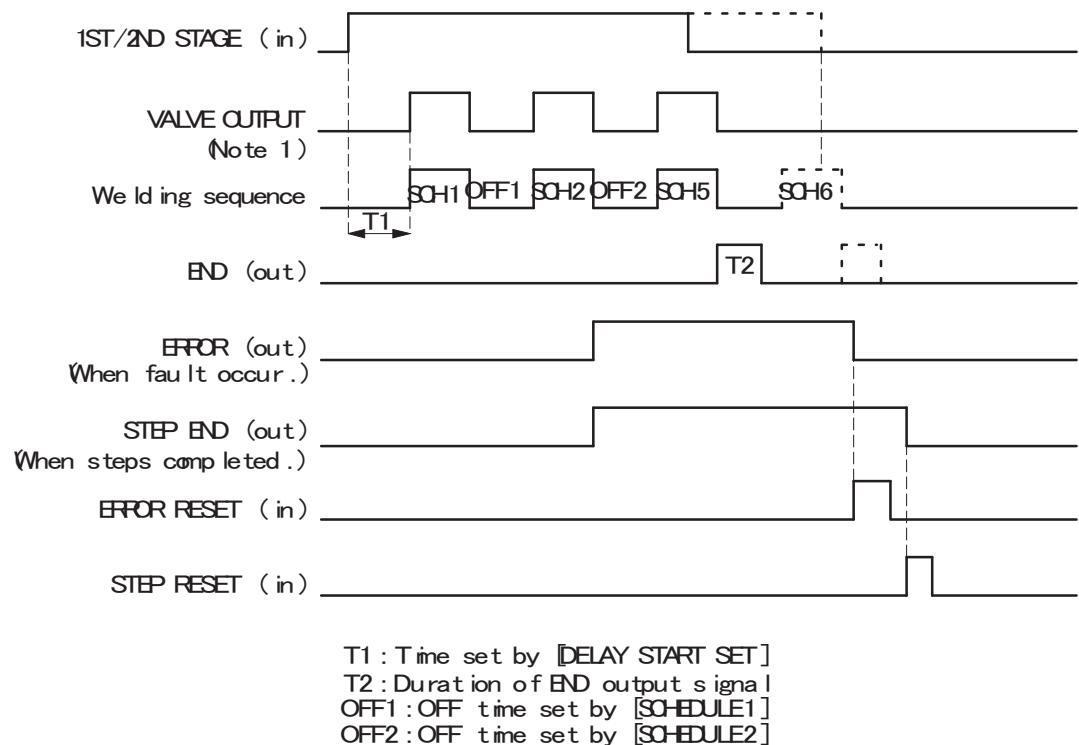 1ST/2ND STAGE (in)
VALVE OUTPUT
(Note 1)
Welding sequence
SCH1 OFF1 SCH2 OFF2 SCH5 SCH6
T1
END (out)
T2
ERROR (out)
(When fault occur.)
STEP END (out)
(When steps completed.)
ERROR RESET (in)
STEP RESET (in)
T1:Time set by [DELAY START SET]
T2:Duration of END output signal
OFF1:OFF time set by [SCHEDULE1]
OFF2:OFF time set by [SCHEDULE2]